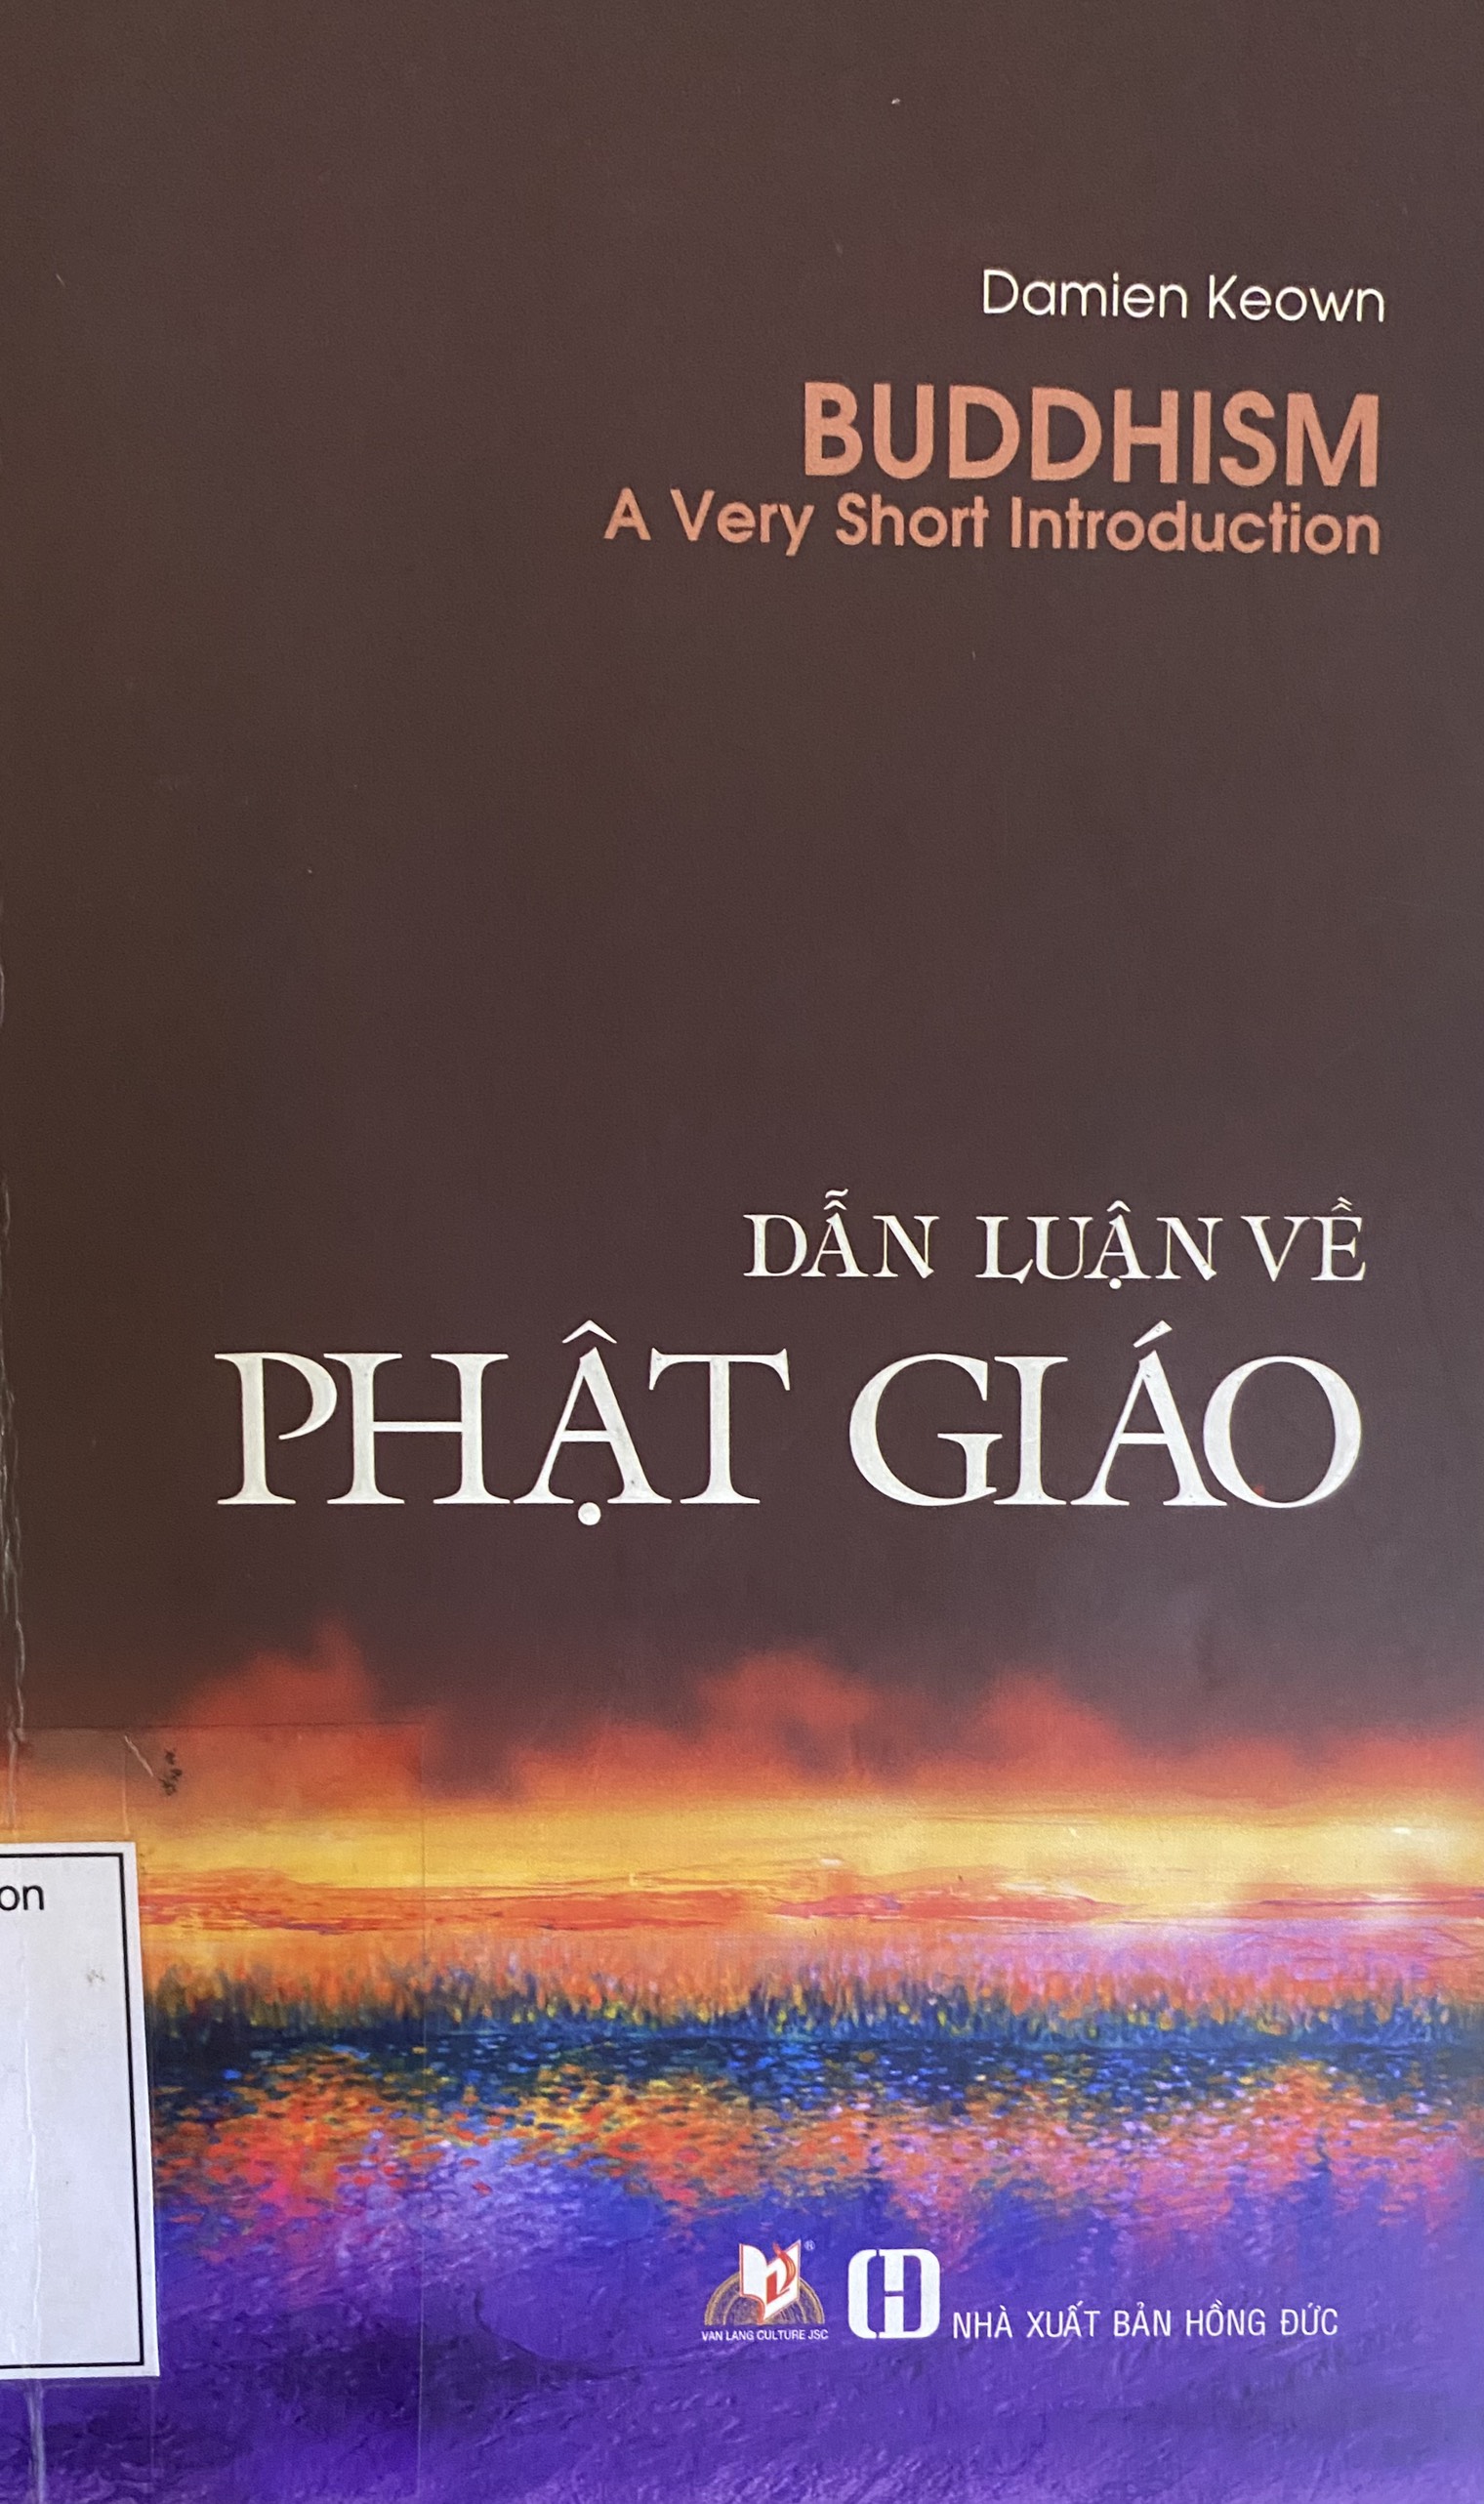 Damien Keown
BUDDHISM
A Very Short Introduction
DẪN LUẬN VỀ
PHẬT GIÁO
on
®
VAN LANG CULTURE JSC
NHÀ XUẤT BẢN HỒNG ĐỨC